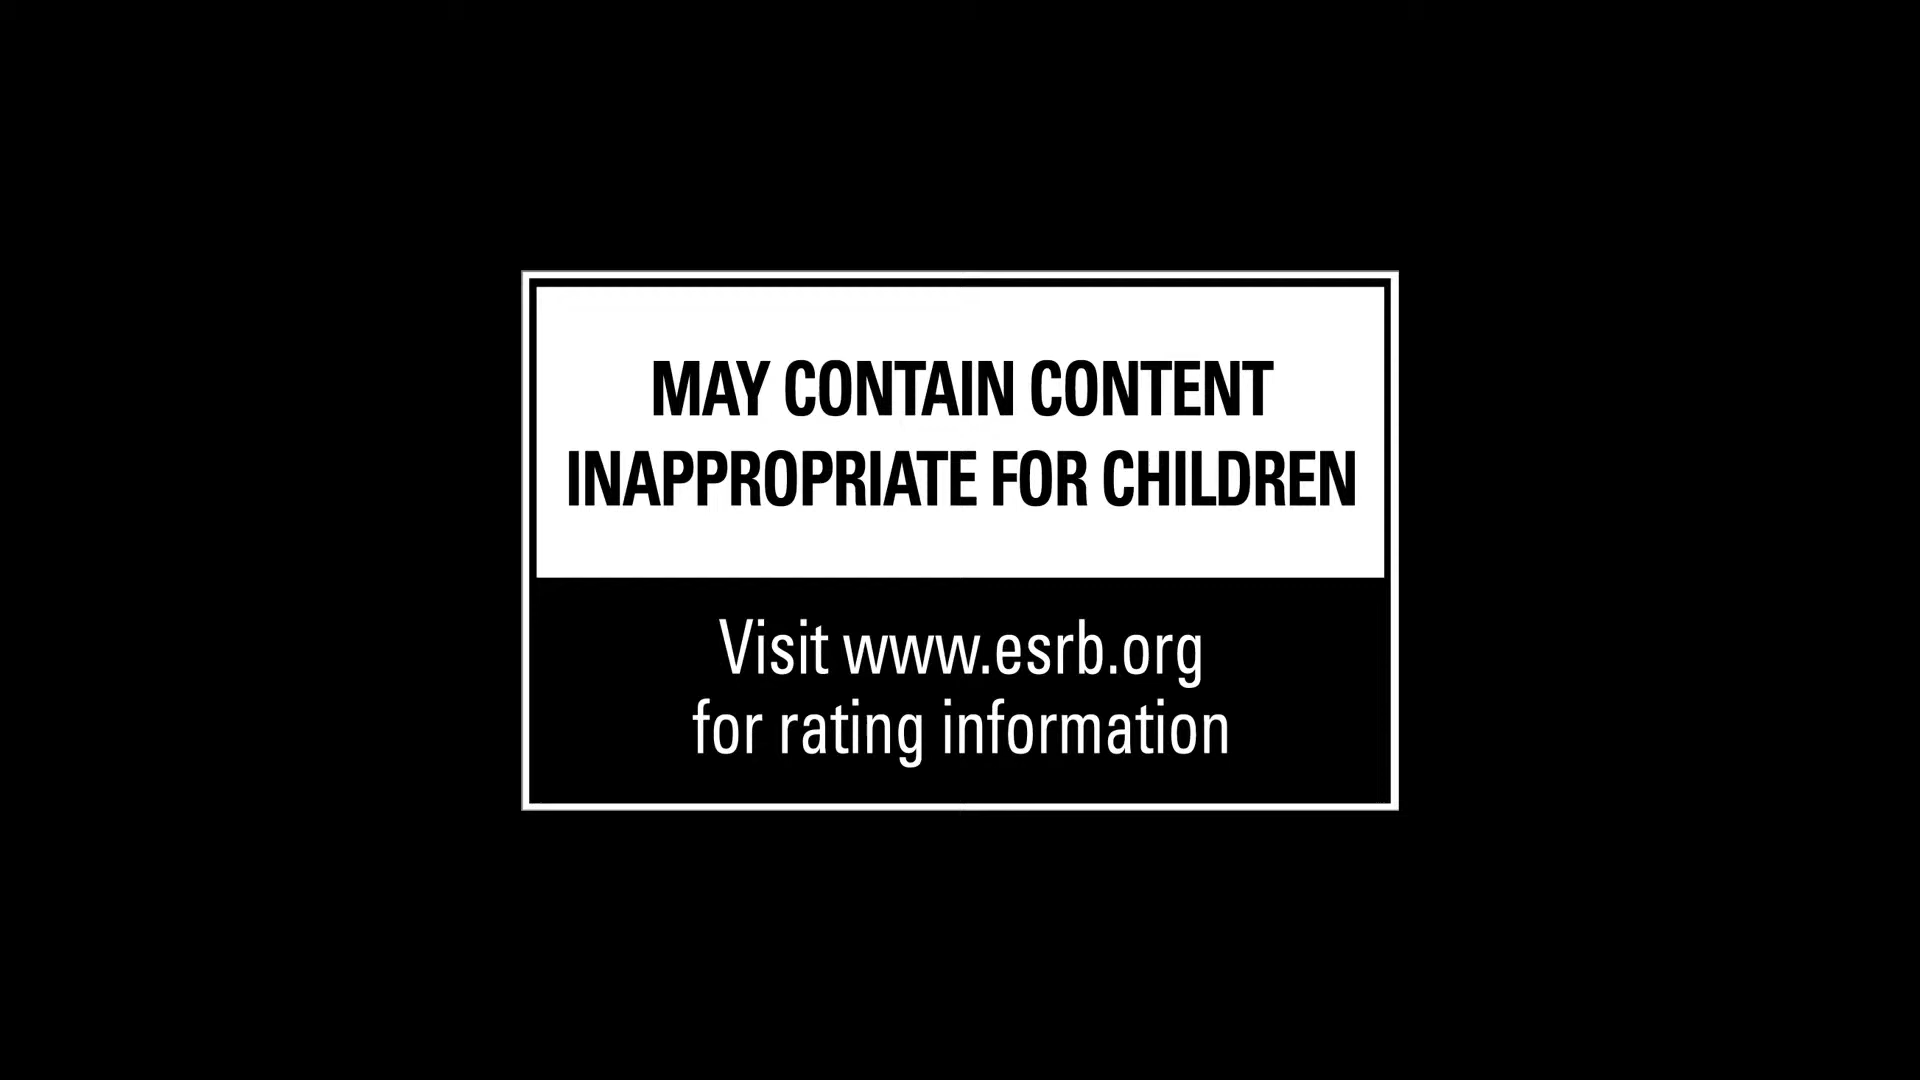 MAY CONTAIN CONTENT
INAPPROPRIATE FOR CHILDREN
Visit www.esrb.org
for rating information